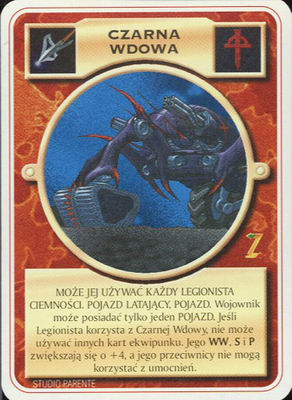 CZARNA
WDOWA
MOŻE JEJ UŻYWAĆ KAŻDY LEGIONISTA
CIEMNOŚCI. POJAZD LATAJĄCY, POJAZD. Wojownik
może posiadać tylko jeden POJAZD. Jeśli
Legionista korzysta z Czarnej Wdowy, nie może
używać innych kart ekwipunku. Jego WW, S i P
zwiększają się o +4, a jego przeciwnicy nie mogą
korzystać z umocnień.
STUDIO PARENTE